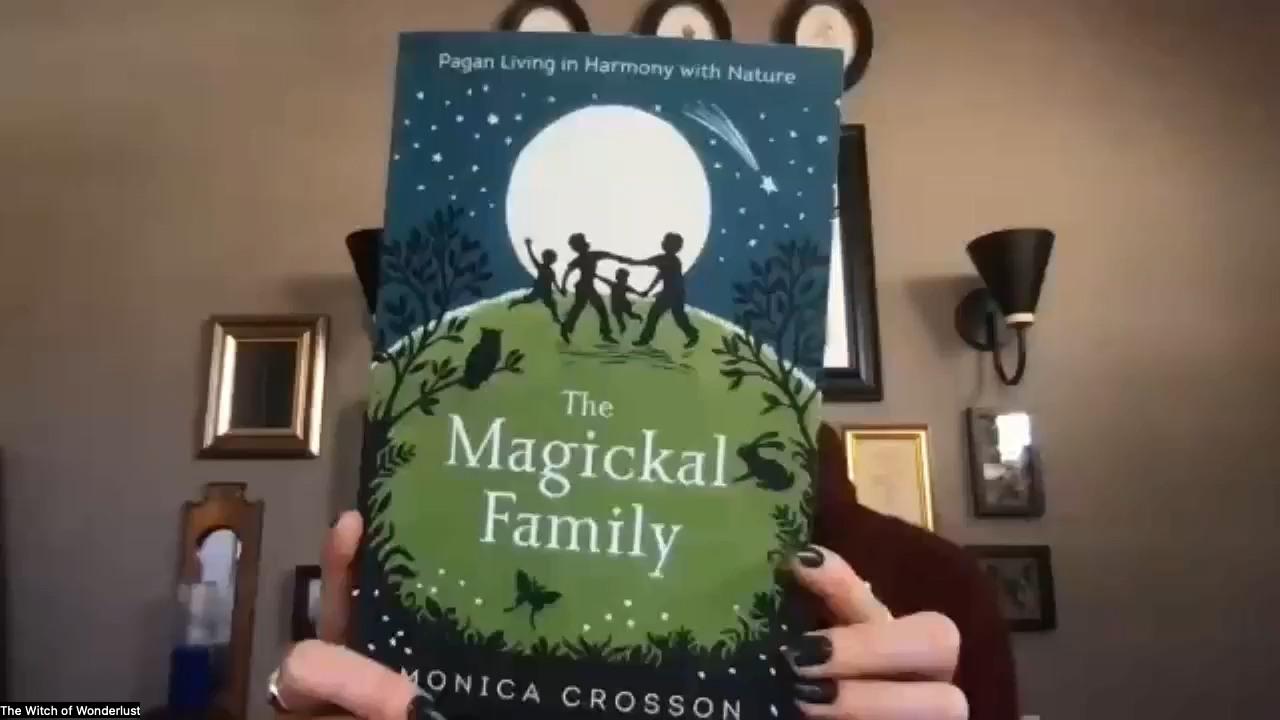 Pagan Living in Harmony with Nature
The
Magickal
Family
MONICA CROSSON
The Witch of Wonderlust